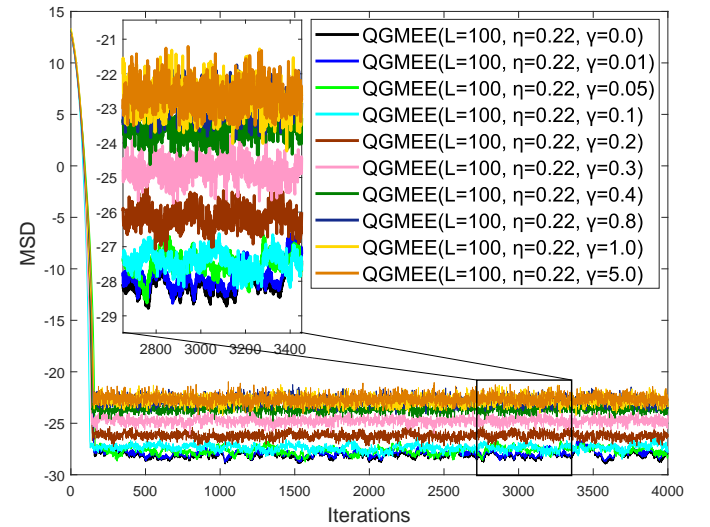 15
10
5
0
-5
-10
-15
-20
-25
-30
MSD
0
500
1000
1500
2000
2500
3000
3500
4000
Iterations
-21
-22
-23
-24
-25
-26
-27
-28
-29
2800
3000
3200
3400
QGMEE(L=100, η=0.22, γ=0.0)
QGMEE(L=100, η=0.22, γ=0.01)
QGMEE(L=100, η=0.22, γ=0.05)
QGMEE(L=100, η=0.22, γ=0.1)
QGMEE(L=100, η=0.22, γ=0.2)
QGMEE(L=100, η=0.22, γ=0.3)
QGMEE(L=100, η=0.22, γ=0.4)
QGMEE(L=100, η=0.22, γ=0.8)
QGMEE(L=100, η=0.22, γ=1.0)
QGMEE(L=100, η=0.22, γ=5.0)